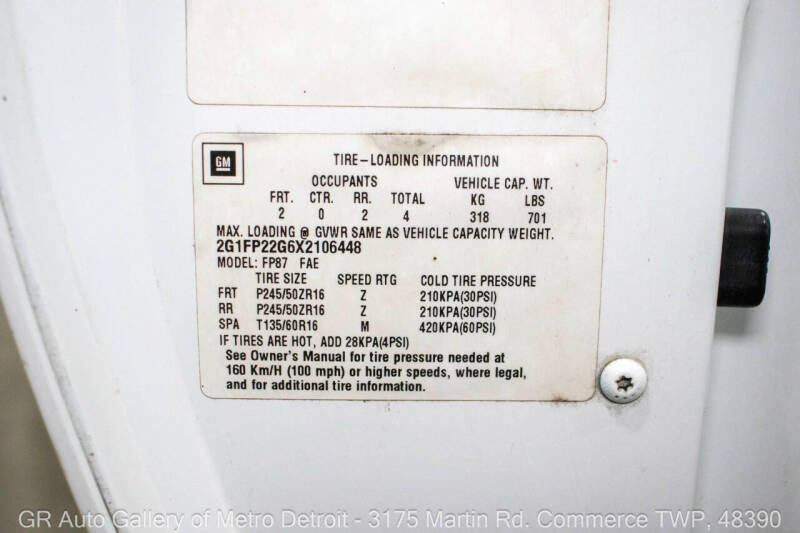 GM
TIRE–LOADING INFORMATION
OCCUPANTS VEHICLE CAP. WT.
FRT. CTR. RR. TOTAL KG LBS
2 0 2 4 318 701
MAX. LOADING @ GVWR SAME AS VEHICLE CAPACITY WEIGHT.
2G1FP22G6X2106448
MODEL: FP87 FAE
TIRE SIZE SPEED RTG COLD TIRE PRESSURE
FRT P245/50ZR16 Z 210KPA(30PSI)
RR P245/50ZR16 Z 210KPA(30PSI)
SPA T135/60R16 M 420KPA(60PSI)
IF TIRES ARE HOT, ADD 28KPA(4PSI)
See Owner's Manual for tire pressure needed at
160 Km/H (100 mph) or higher speeds, where legal,
and for additional tire information.
GR Auto Gallery of Metro Detroit - 3175 Martin Rd. Commerce TWP, 48390